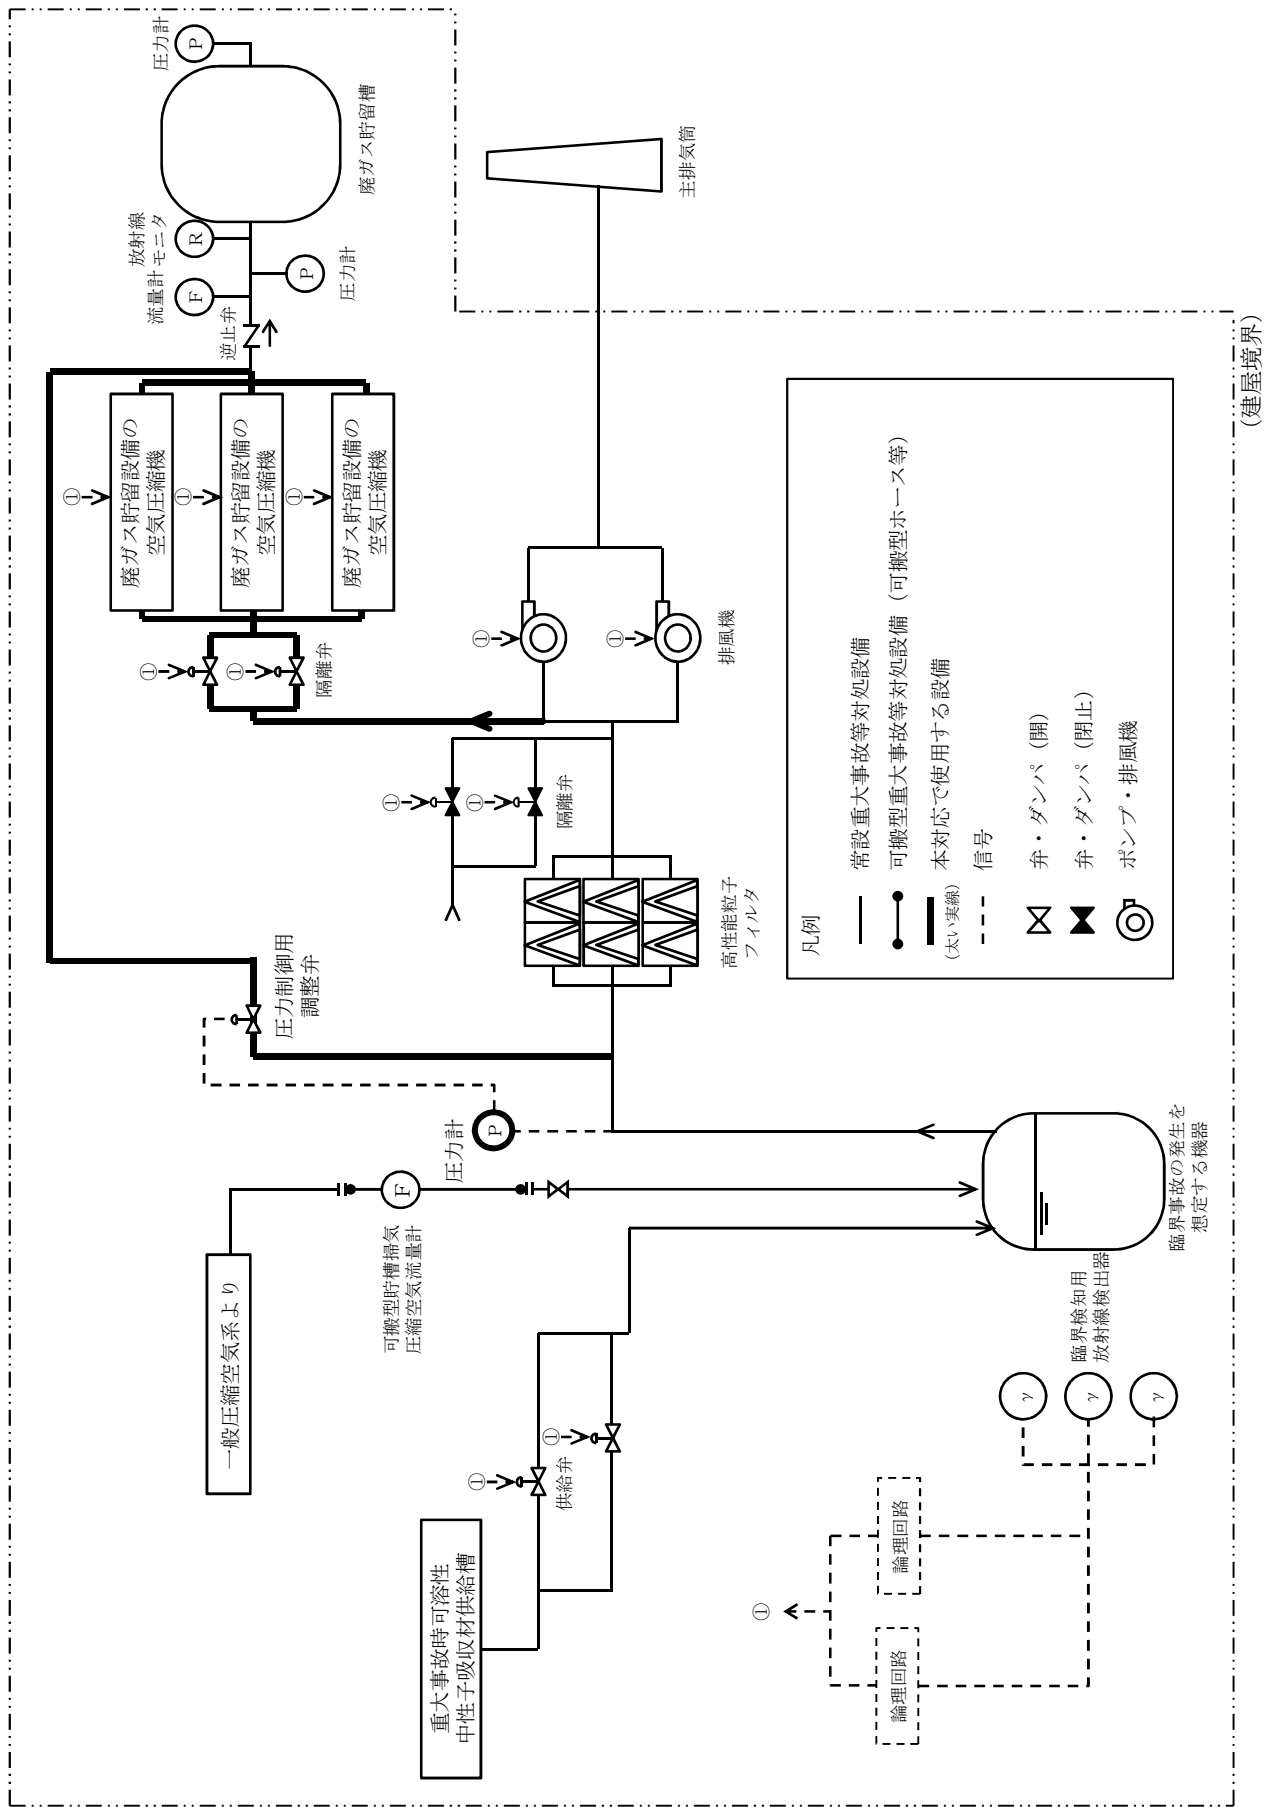 重大事故時可溶性
中性子吸収材供給槽
①
①
供給弁
一般圧縮空気系より
可搬型貯槽掃気
圧縮空気流量計
F
圧力計
P
圧力制御用
調整弁
①
論理回路
論理回路
γ
γ
γ
臨界検知用
放射線検出器
臨界事故の発生を
想定する機器
高性能粒子
フィルタ
①
①
隔離弁
①
①
隔離弁
①
①
排風機
①
廃ガス貯留設備の
空気圧縮機
①
廃ガス貯留設備の
空気圧縮機
①
廃ガス貯留設備の
空気圧縮機
逆止弁
流量計
F
放射線
モニタ
R
P
圧力計
圧力計
P
廃ガス貯留槽
主排気筒
凡例
常設重大事故等対処設備
可搬型重大事故等対処設備（可搬型ホース等）
本対応で使用する設備
(太い実線)
信号
弁・ダンパ（開）
弁・ダンパ（閉止）
ポンプ・排風機
(建屋境界)